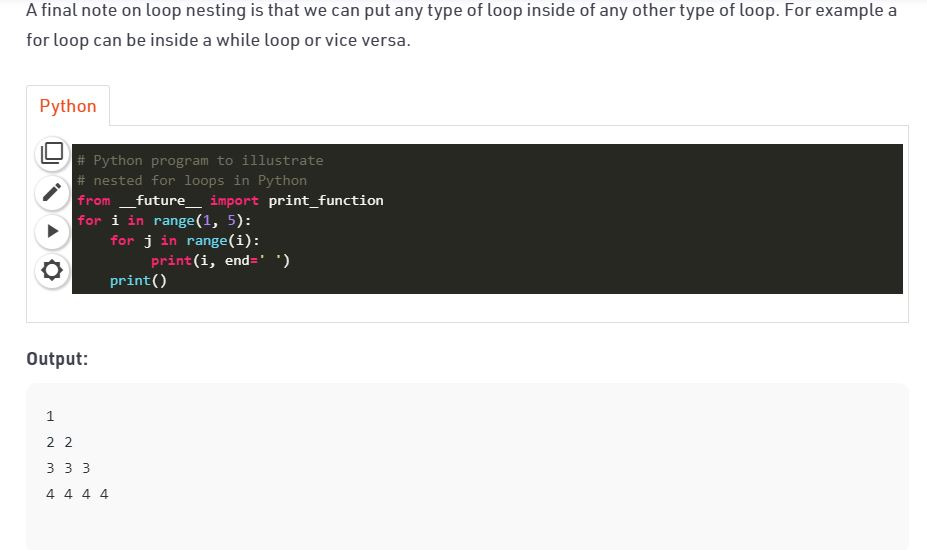 A final note on loop nesting is that we can put any type of loop inside of any other type of loop. For example a
for loop can be inside a while loop or vice versa.
Python
# Python program to illustrate
# nested for loops in Python
from __future__ import print_function
for i in range(1, 5):
    for j in range(i):
         print(i, end=' ')
    print()
Output:
1
2 2
3 3 3
4 4 4 4